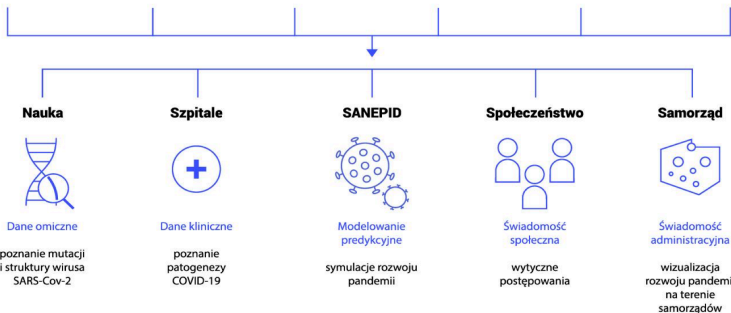 Nauka
Szpitale
SANEPID
Społeczeństwo
Samorząd
Dane omiczne
Dane kliniczne
Modelowanie
predykcyjne
Świadomość
społeczna
Świadomość
administracyjna
poznanie mutacji
i struktury wirusa
SARS-Cov-2
poznanie
patogenezy
COVID-19
symulacje rozwoju
pandemii
wytyczne
postępowania
wizualizacja
rozwoju pandemi
na terenie
samorządów